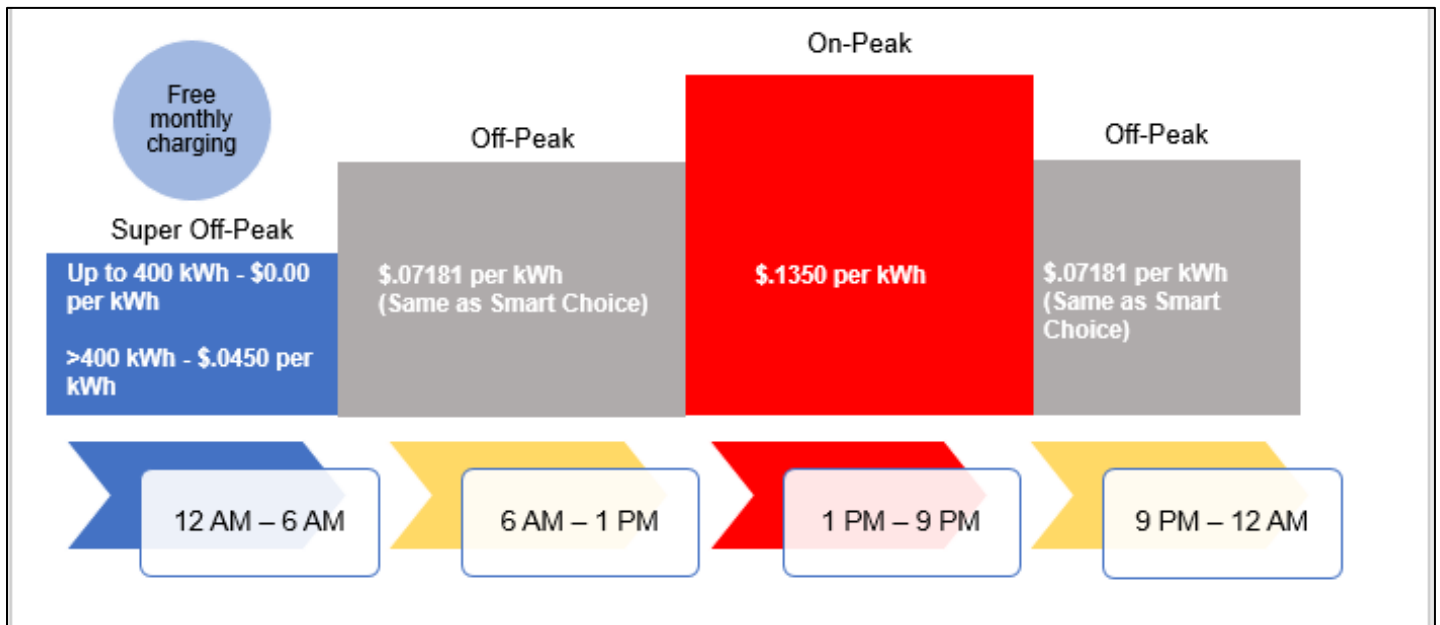 On-Peak
Free
monthly
charging
Off-Peak
Off-Peak
Super Off-Peak
Up to 400 kWh - $0.00
per kWh
>400 kWh - $.0450 per
kWh
$.07181 per kWh
(Same as Smart Choice)
$.1350 per kWh
$.07181 per kWh
(Same as Smart
Choice)
12 AM – 6 AM
6 AM – 1 PM
1 PM – 9 PM
9 PM – 12 AM